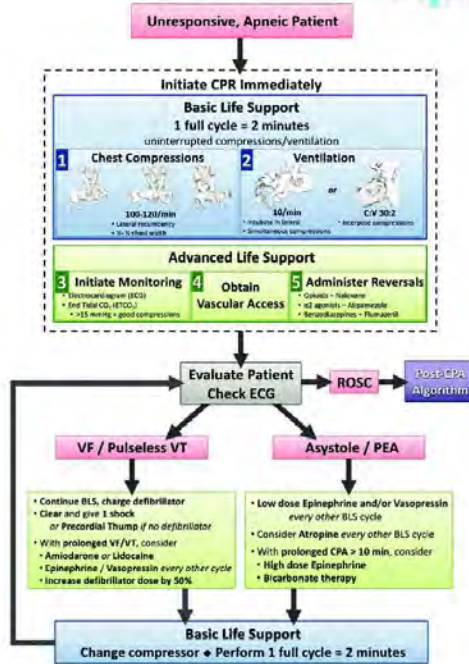 Unresponsive, Apneic Patient
Initiate CPR Immediately
Basic Life Support
1 full cycle = 2 minutes
uninterrupted compressions/ventilation
1 Chest Compressions
100-120/min
• Lateral recumbency
• ⅓-½ chest width
2 Ventilation
or
10/min
• Intubate in lateral
• Simultaneous compressions
C:V 30:2
• Interpose compressions
Advanced Life Support
3 Initiate Monitoring
• Electrocardiogram (ECG)
• End Tidal CO₂ (ETCO₂)
• >15 mmHg = good compressions
4 Obtain
Vascular Access
5 Administer Reversals
• Opioids – Naloxone
• α2 agonists – Atipamezole
• Benzodiazepines – Flumazenil
Evaluate Patient
Check ECG
ROSC
Post-CPA
Algorithm
VF / Pulseless VT
• Continue BLS, charge defibrillator
• Clear and give 1 shock
or Precordial Thump if no defibrillator
• With prolonged VF/VT, consider
• Amiodarone or Lidocaine
• Epinephrine / Vasopressin every other cycle
• Increase defibrillator dose by 50%
Asystole / PEA
• Low dose Epinephrine and/or Vasopressin
every other BLS cycle
• Consider Atropine every other BLS cycle
• With prolonged CPA > 10 min, consider
• High dose Epinephrine
• Bicarbonate therapy
Basic Life Support
Change compressor ◆ Perform 1 full cycle = 2 minutes